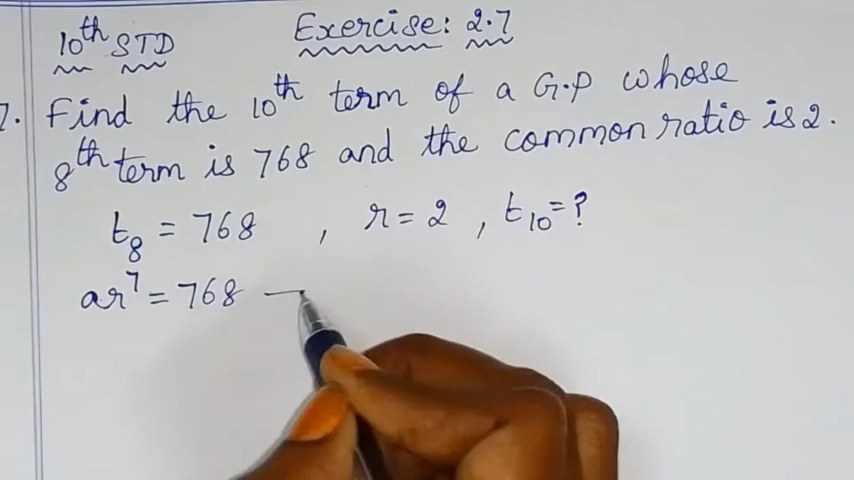 10th STD Exercise: 2.7
7. Find the 10th term of a G.P whose
8th term is 768 and the common ratio is 2.
t₈ = 768 , r = 2 , t₁₀ = ?
ar⁷ = 768 —